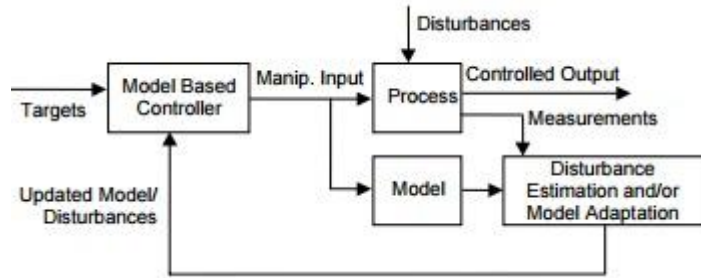 Disturbances
Model Based
Controller
Manip. Input
Process
Controlled Output
Targets
Measurements
Updated Model/
Disturbances
Model
Disturbance
Estimation and/or
Model Adaptation